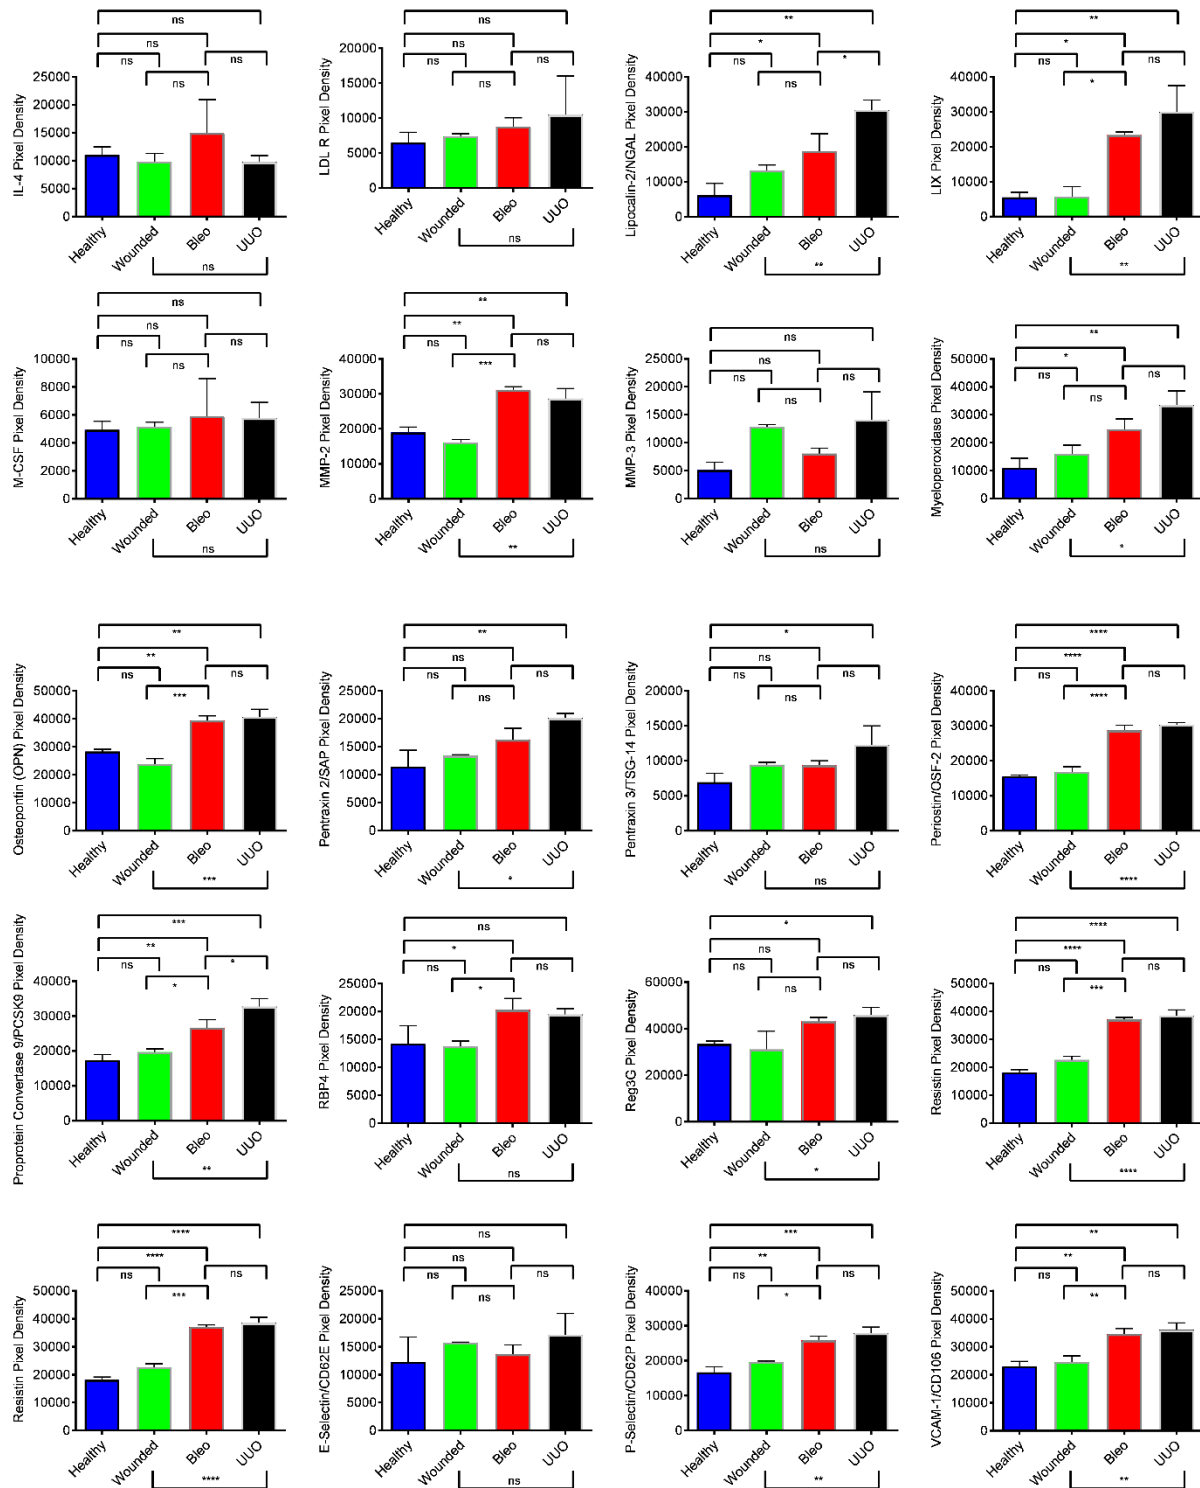 ns
ns
ns ns
ns
IL-4 Pixel Density
25000
20000
15000
10000
5000
0
Healthy
Wounded
Bleo
UUO
ns
ns
ns
ns ns
ns
LDL R Pixel Density
20000
15000
10000
5000
0
Healthy
Wounded
Bleo
UUO
ns
**
*
ns *
ns
Lipocalin-2/NGAL Pixel Density
40000
30000
20000
10000
0
Healthy
Wounded
Bleo
UUO
**
**
*
ns ns
*
LIX Pixel Density
40000
30000
20000
10000
0
Healthy
Wounded
Bleo
UUO
**
ns
ns
ns ns
ns
M-CSF Pixel Density
10000
8000
6000
4000
2000
0
Healthy
Wounded
Bleo
UUO
ns
**
**
ns ns
***
MMP-2 Pixel Density
40000
30000
20000
10000
0
Healthy
Wounded
Bleo
UUO
**
ns
ns
ns ns
ns
MMP-3 Pixel Density
25000
20000
15000
10000
5000
0
Healthy
Wounded
Bleo
UUO
ns
**
*
ns ns
ns
Myeloperoxidase Pixel Density
50000
40000
30000
20000
10000
0
Healthy
Wounded
Bleo
UUO
*
**
**
ns ns
***
Osteopontin (OPN) Pixel Density
50000
40000
30000
20000
10000
0
Healthy
Wounded
Bleo
UUO
***
**
ns
ns ns
ns
Pentraxin 2/SAP Pixel Density
25000
20000
15000
10000
5000
0
Healthy
Wounded
Bleo
UUO
*
*
ns
ns ns
ns
Pentraxin 3/TSG-14 Pixel Density
20000
15000
10000
5000
0
Healthy
Wounded
Bleo
UUO
ns
****
****
ns ns
****
Periostin/OSF-2 Pixel Density
40000
30000
20000
10000
0
Healthy
Wounded
Bleo
UUO
****
***
**
ns *
*
Proprotein Convertase 9/PCSK9 Pixel Density
40000
30000
20000
10000
0
Healthy
Wounded
Bleo
UUO
**
ns
*
ns ns
*
RBP4 Pixel Density
25000
20000
15000
10000
5000
0
Healthy
Wounded
Bleo
UUO
ns
*
ns
ns ns
ns
Reg3G Pixel Density
60000
40000
20000
0
Healthy
Wounded
Bleo
UUO
*
****
****
ns ns
***
Resistin Pixel Density
50000
40000
30000
20000
10000
0
Healthy
Wounded
Bleo
UUO
****
****
****
ns ns
***
Resistin Pixel Density
50000
40000
30000
20000
10000
0
Healthy
Wounded
Bleo
UUO
****
ns
ns
ns ns
ns
E-Selectin/CD62E Pixel Density
25000
20000
15000
10000
5000
0
Healthy
Wounded
Bleo
UUO
ns
***
**
ns ns
*
P-Selectin/CD62P Pixel Density
40000
30000
20000
10000
0
Healthy
Wounded
Bleo
UUO
**
**
**
ns ns
**
VCAM-1/CD106 Pixel Density
50000
40000
30000
20000
10000
0
Healthy
Wounded
Bleo
UUO
**